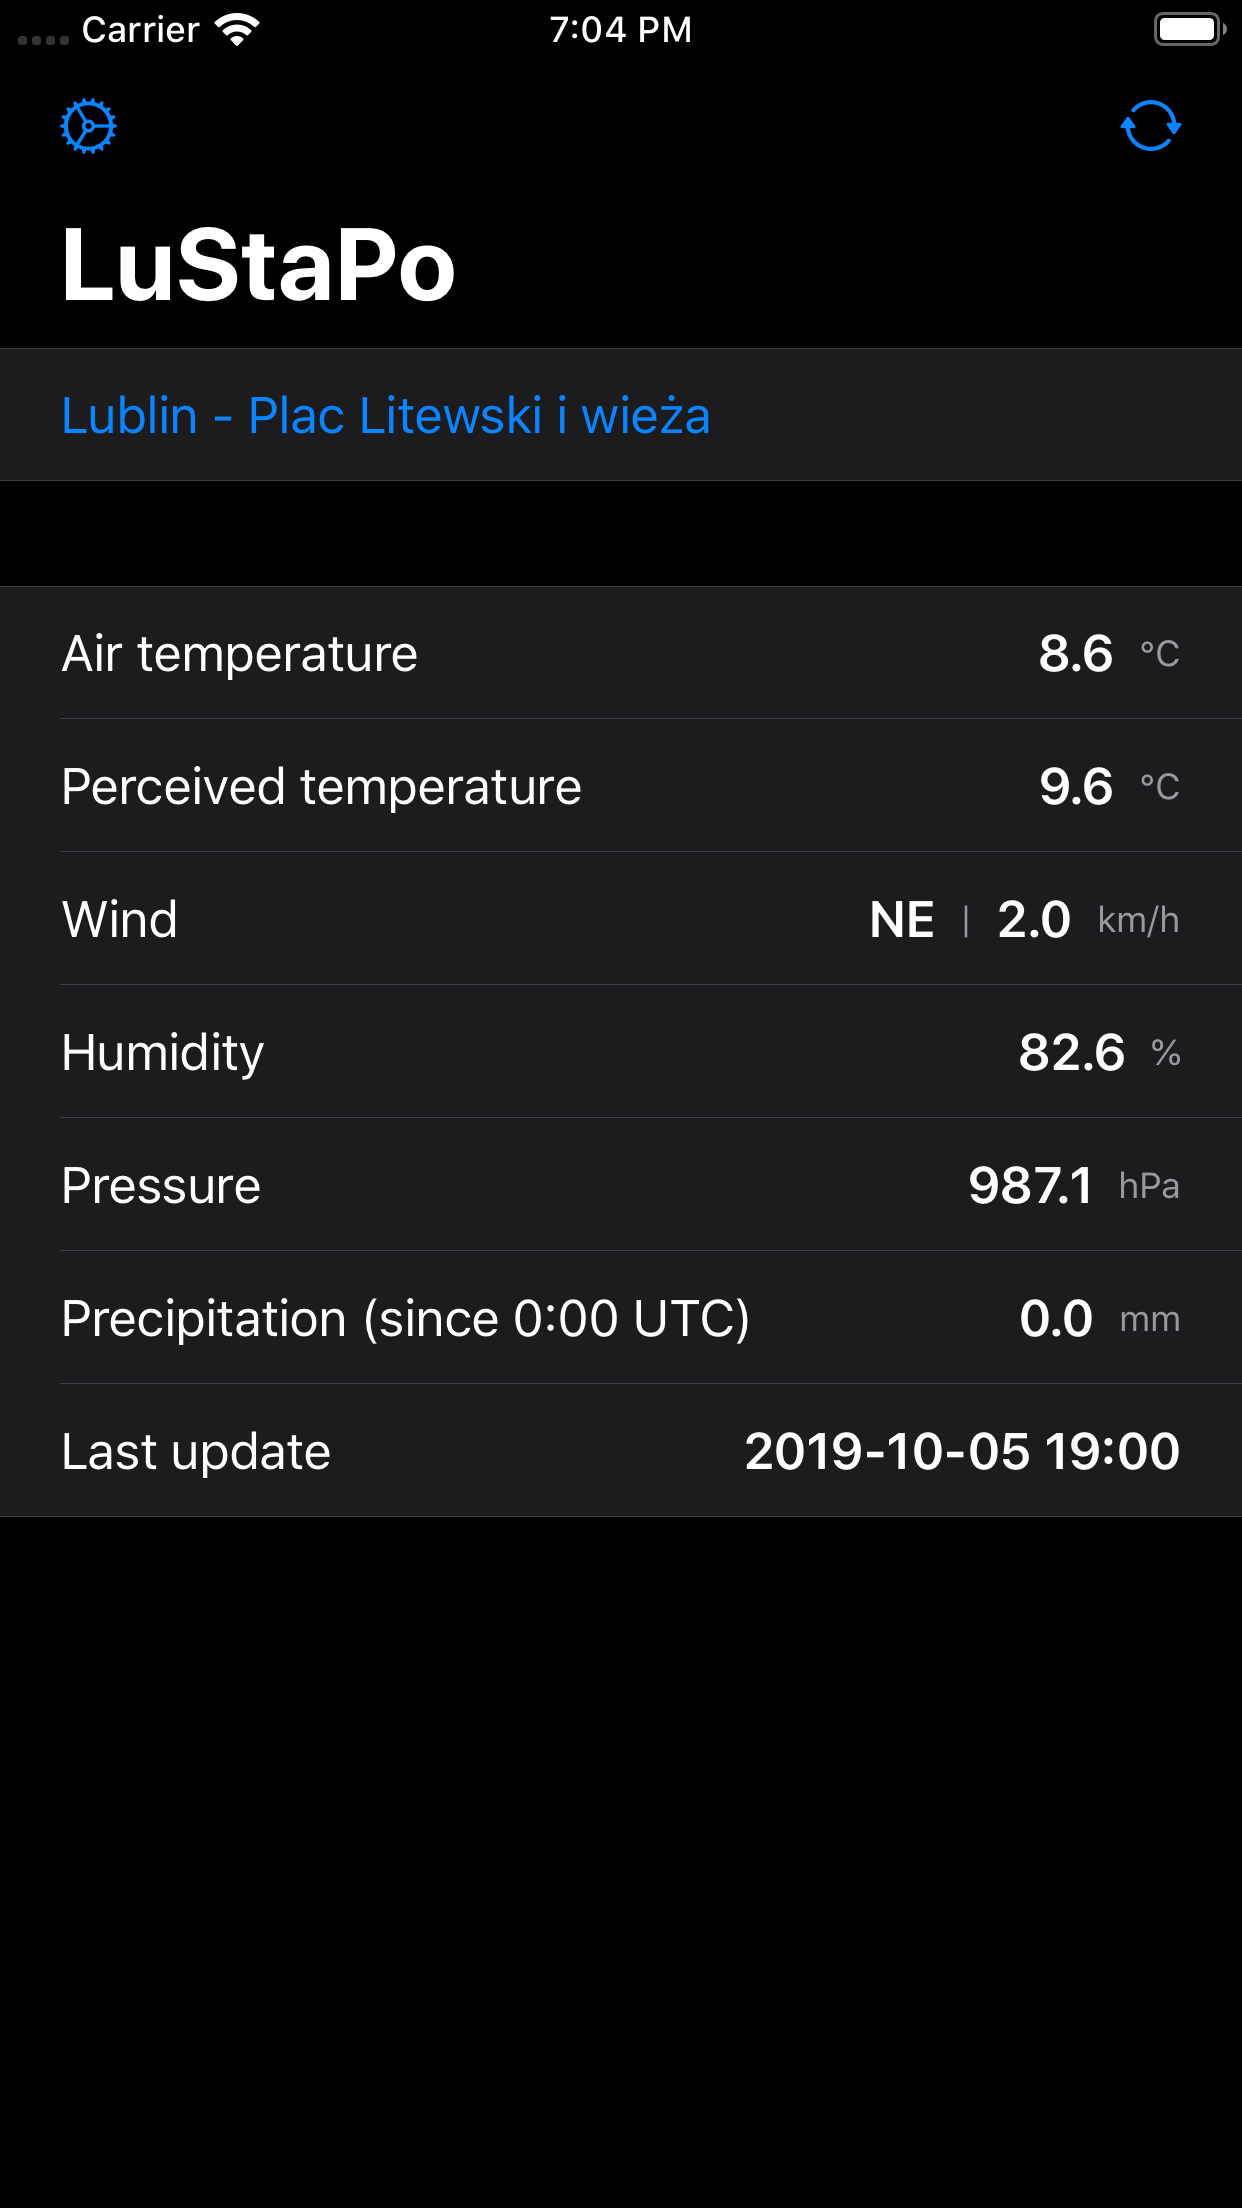 Carrier 7:04 PM
LuStaPo
Lublin - Plac Litewski i wieża
Air temperature 8.6 °C
Perceived temperature 9.6 °C
Wind NE | 2.0 km/h
Humidity 82.6 %
Pressure 987.1 hPa
Precipitation (since 0:00 UTC) 0.0 mm
Last update 2019-10-05 19:00